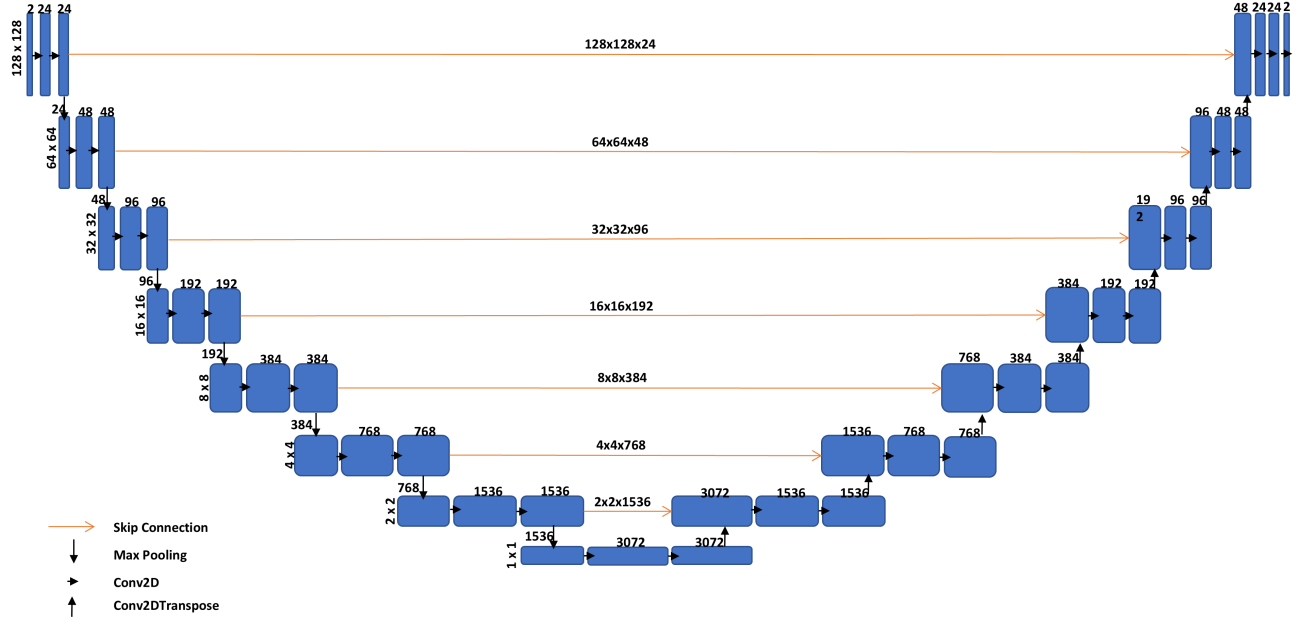 2 24 24
128 x 128
128x128x24
48 24 24 2
24 48 48
64 x 64
64x64x48
96 48 48
48 96 96
32 x 32
32x32x96
19
2
96 96
96 192 192
16 x 16
16x16x192
384 192 192
192 384 384
8 x 8
8x8x384
768 384 384
384 768 768
4 x 4
4x4x768
1536 768 768
768 1536 1536
2 x 2
2x2x1536
3072 1536 1536
1536 3072 3072
1 x 1
Skip Connection
Max Pooling
Conv2D
Conv2DTranspose